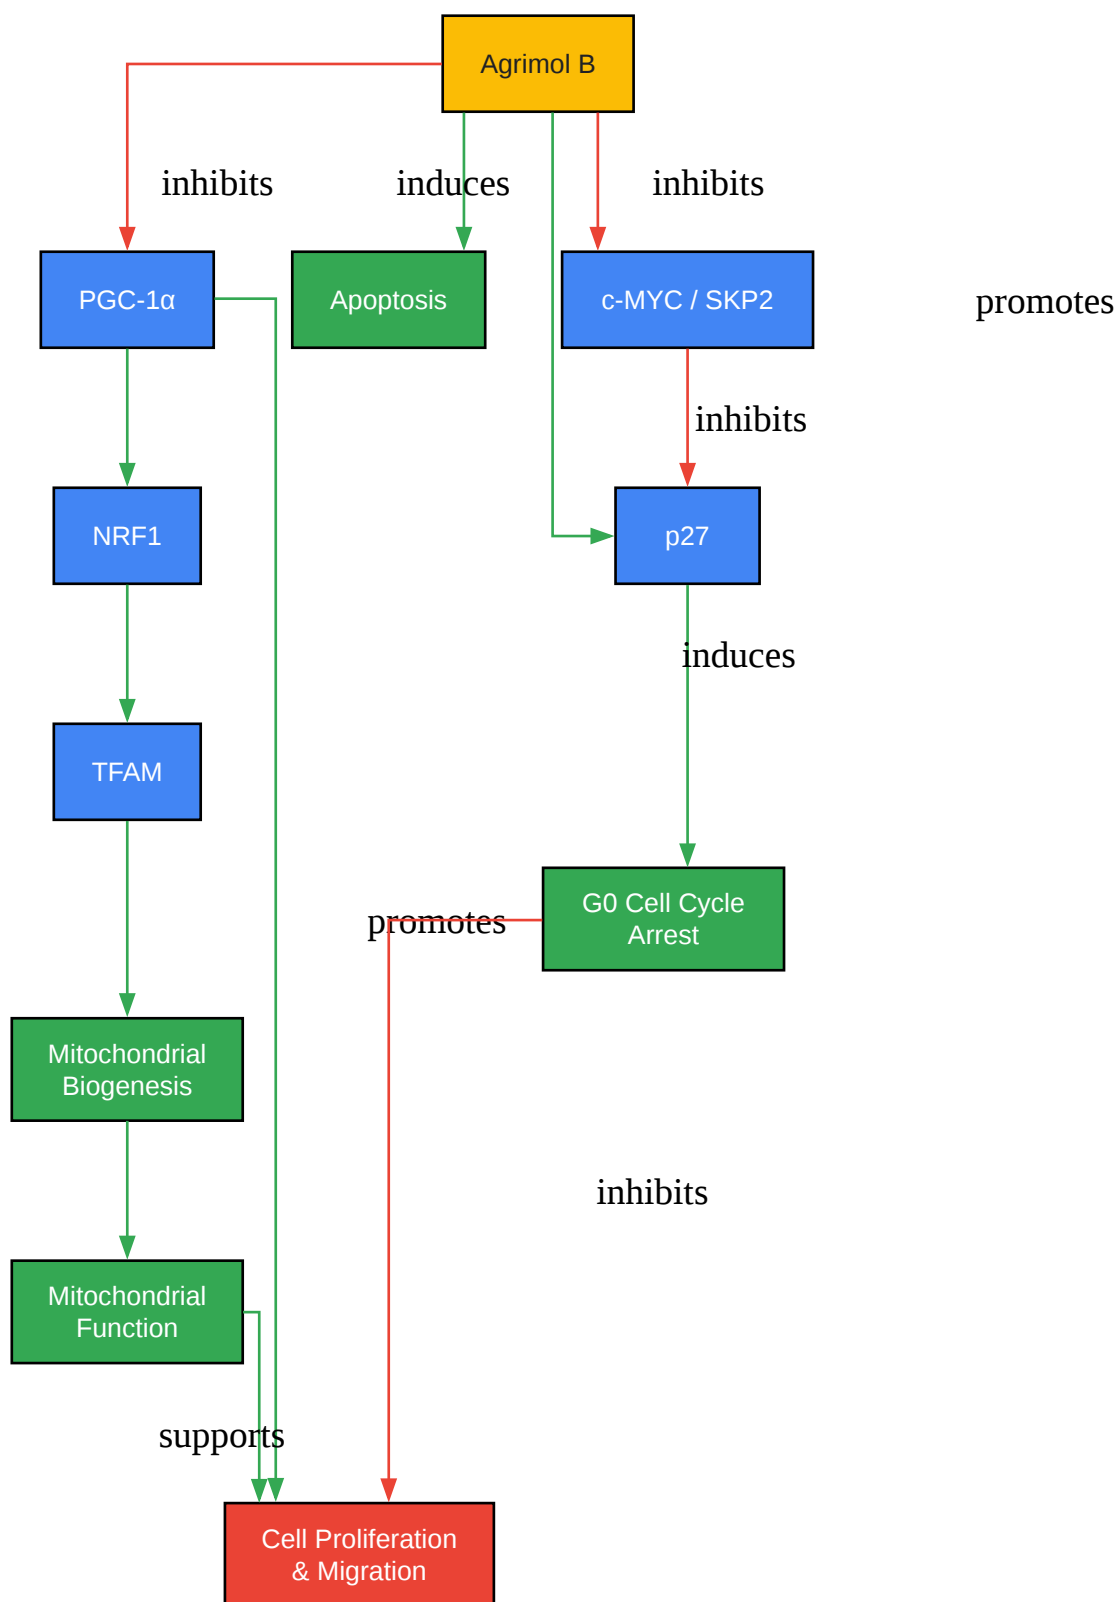 Agrimol B
inhibits
induces
inhibits
PGC-1α
Apoptosis
c-MYC / SKP2
promotes
inhibits
NRF1
p27
induces
TFAM
promotes
G0 Cell Cycle
Arrest
Mitochondrial
Biogenesis
inhibits
Mitochondrial
Function
supports
Cell Proliferation
& Migration